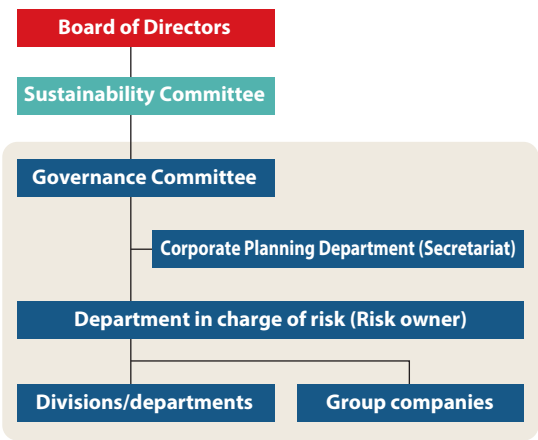 Board of Directors
Sustainability Committee
Governance Committee
Corporate Planning Department (Secretariat)
Department in charge of risk (Risk owner)
Divisions/departments
Group companies